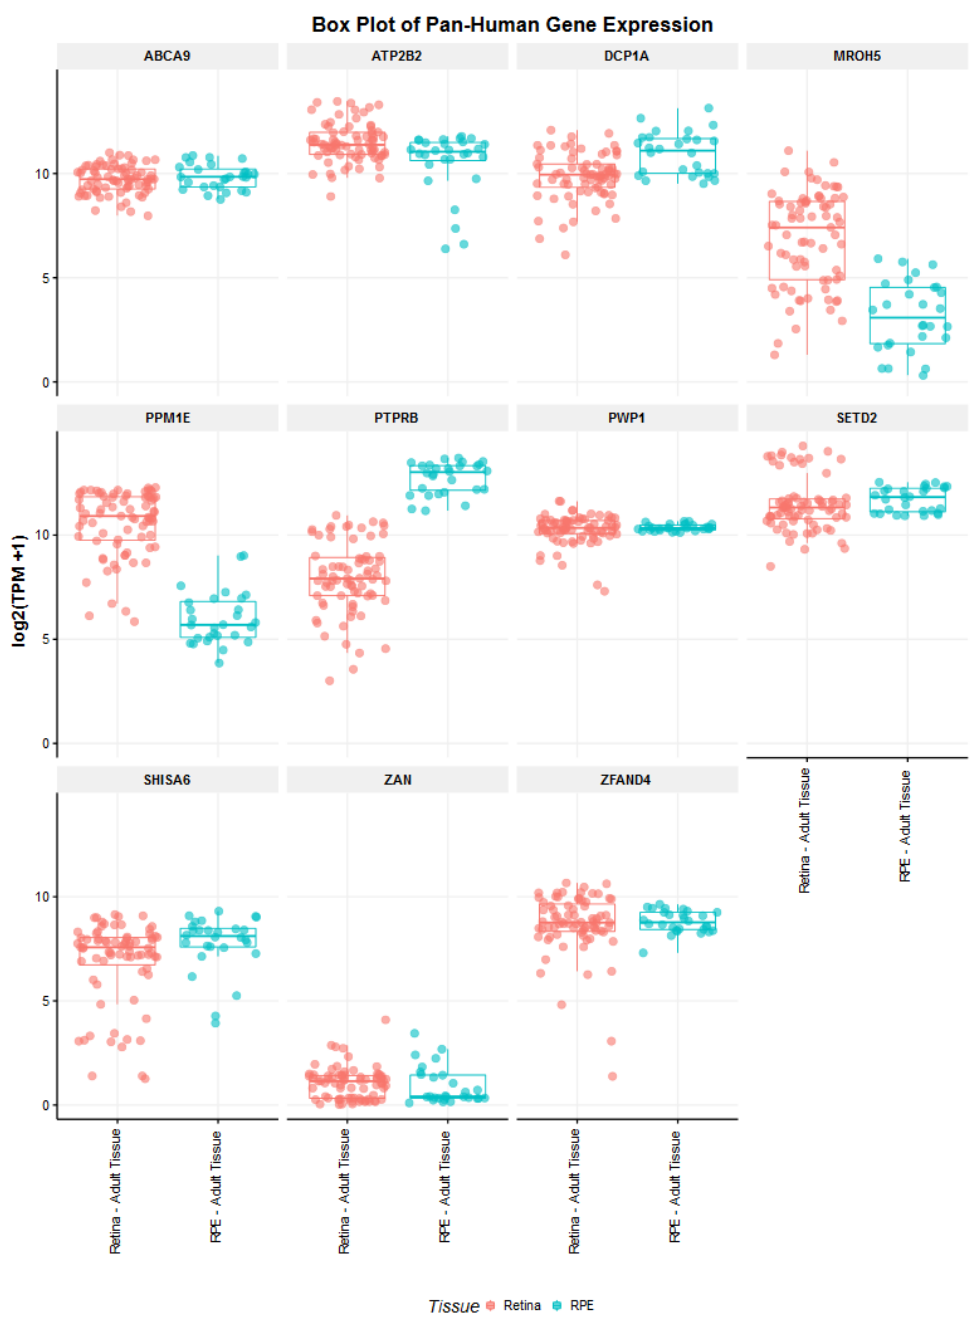 Box Plot of Pan-Human Gene Expression
ABCA9 ATP2B2 DCP1A MROH5
10
5
0
PPM1E PTPRB PWP1 SETD2
10
5
0
log2(TPM +1)
SHISA6 ZAN ZFAND4
10
5
0
Retina - Adult Tissue
RPE - Adult Tissue
Retina - Adult Tissue
RPE - Adult Tissue
Retina - Adult Tissue
RPE - Adult Tissue
Retina - Adult Tissue
RPE - Adult Tissue
Tissue Retina RPE